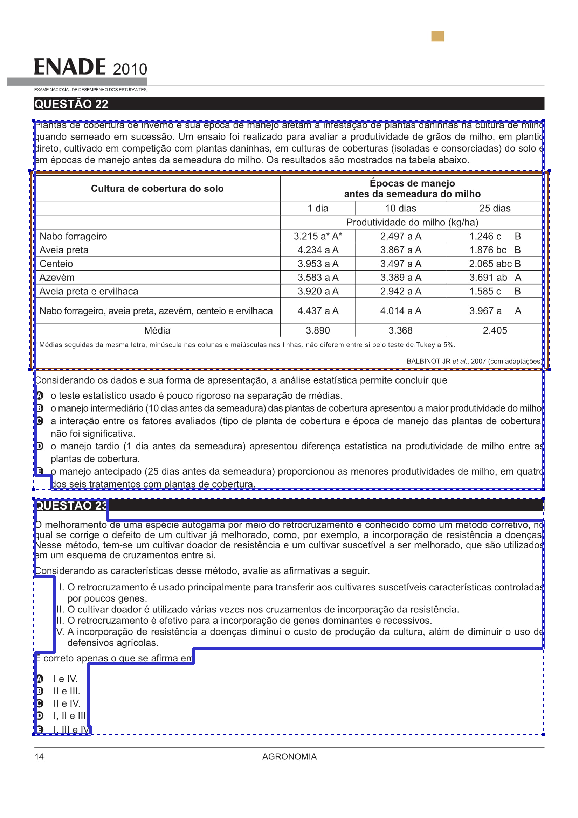 ENADE 2010
EXAME NACIONAL DE DESEMPENHO DOS ESTUDANTES
QUESTÃO 22
Plantas de cobertura de inverno e sua época de manejo afetam a infestação de plantas daninhas na cultura de milho
quando semeado em sucessão. Um ensaio foi realizado para avaliar a produtividade de grãos de milho, em plantio
direto, cultivado em competição com plantas daninhas, em culturas de coberturas (isoladas e consorciadas) do solo e
em épocas de manejo antes da semeadura do milho. Os resultados são mostrados na tabela abaixo.
Cultura de cobertura do solo Épocas de manejo
antes da semeadura do milho
1 dia 10 dias 25 dias
Produtividade do milho (kg/ha)
Nabo forrageiro 3.215 a* A* 2.497 a A 1.246 c B
Aveia preta 4.234 a A 3.867 a A 1.876 bc B
Centeio 3.953 a A 3.497 a A 2.065 abc B
Azevém 3.583 a A 3.389 a A 3.691 ab A
Aveia preta e ervilhaca 3.920 a A 2.942 a A 1.585 c B
Nabo forrageiro, aveia preta, azevém, centeio e ervilhaca 4.437 a A 4.014 a A 3.967 a A
Média 3.890 3.368 2.405
Médias seguidas da mesma letra, minúscula nas colunas e maiúsculas nas linhas, não diferem entre si pelo teste de Tukey a 5%.
BALBINOT JR et al., 2007 (com adaptações)
Considerando os dados e sua forma de apresentação, a análise estatística permite concluir que
A o teste estatístico usado é pouco rigoroso na separação de médias.
B o manejo intermediário (10 dias antes da semeadura) das plantas de cobertura apresentou a maior produtividade do milho
C a interação entre os fatores avaliados (tipo de planta de cobertura e época de manejo das plantas de cobertura)
não foi significativa.
D o manejo tardio (1 dia antes da semeadura) apresentou diferença estatística na produtividade de milho entre as
plantas de cobertura.
E o manejo antecipado (25 dias antes da semeadura) proporcionou as menores produtividades de milho, em quatro
dos seis tratamentos com plantas de cobertura.
QUESTÃO 23
O melhoramento de uma espécie autógama por meio do retrocruzamento é conhecido como um método corretivo, no
qual se corrige o defeito de um cultivar já melhorado, como, por exemplo, a incorporação de resistência a doenças.
Nesse método, tem-se um cultivar doador de resistência e um cultivar suscetível a ser melhorado, que são utilizados
em um esquema de cruzamentos entre si.
Considerando as características desse método, avalie as afirmativas a seguir.
I. O retrocruzamento é usado principalmente para transferir aos cultivares suscetíveis características controladas
por poucos genes.
II. O cultivar doador é utilizado várias vezes nos cruzamentos de incorporação da resistência.
II. O retrocruzamento é efetivo para a incorporação de genes dominantes e recessivos.
V. A incorporação de resistência a doenças diminui o custo de produção da cultura, além de diminuir o uso de
defensivos agrícolas.
É correto apenas o que se afirma em
A I e IV.
B II e III.
C II e IV.
D I, II e III
E I, III e IV
14 AGRONOMIA